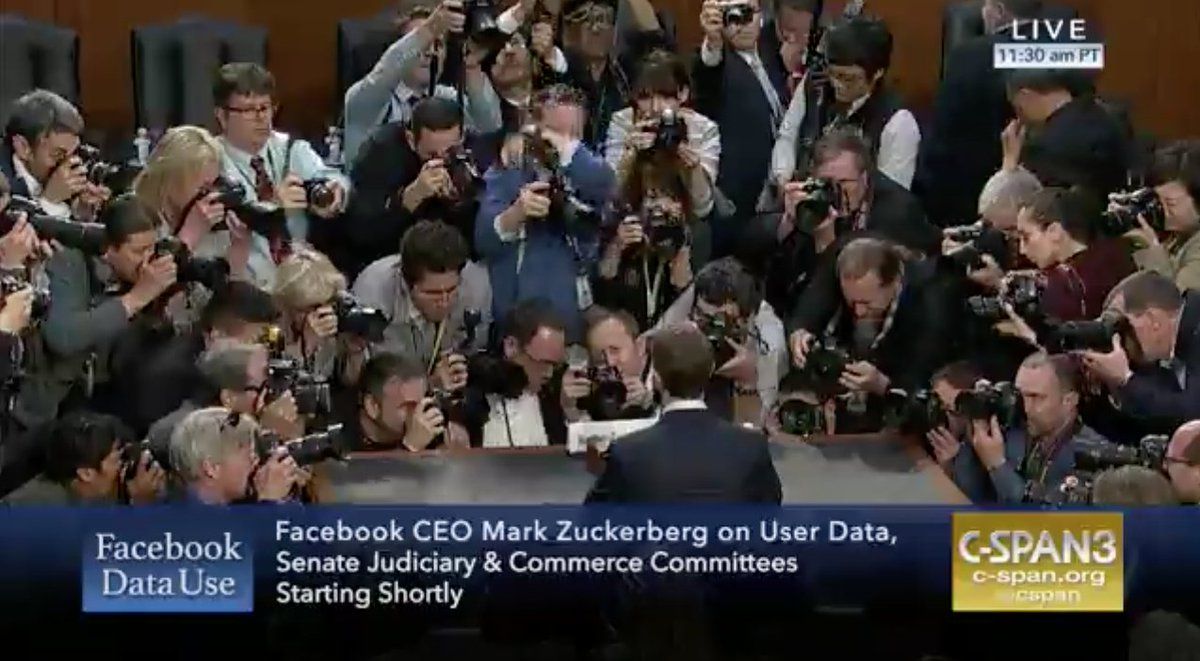 LIVE
11:30 am PT
Facebook
Data Use
Facebook CEO Mark Zuckerberg on User Data,
Senate Judiciary & Commerce Committees
Starting Shortly
C-SPAN3
c-span.org
@cspan